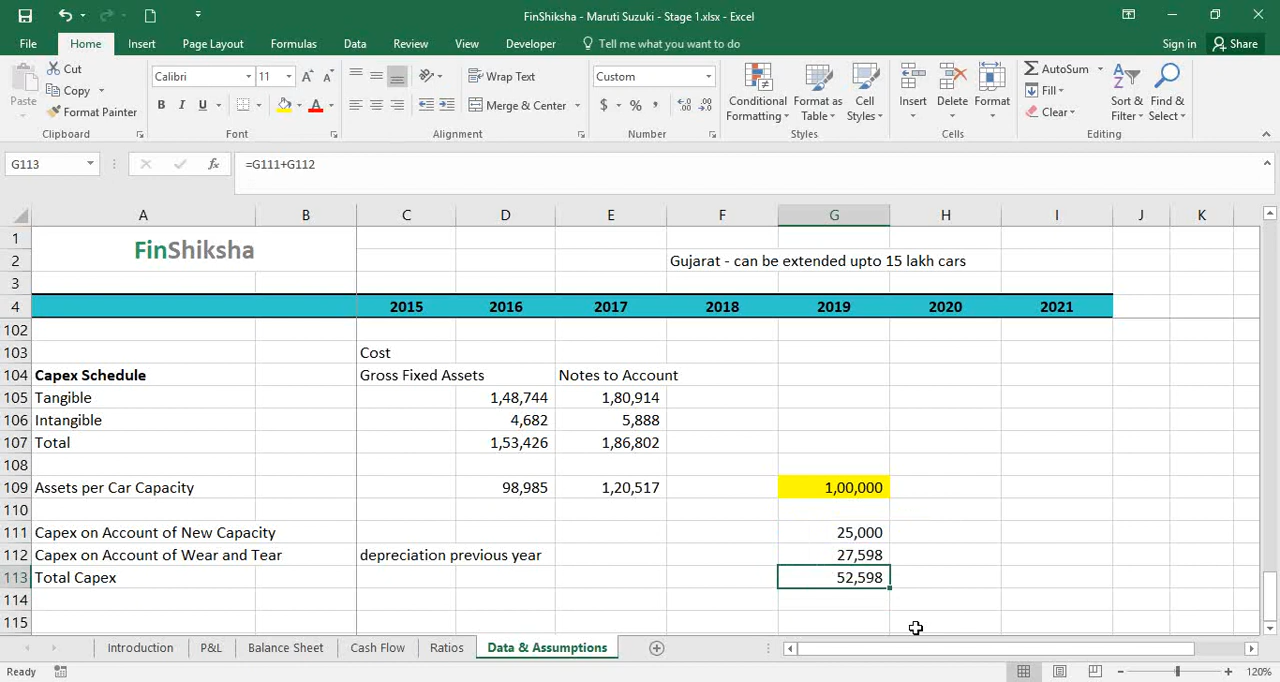 FinShiksha - Maruti Suzuki - Stage 1.xlsx - Excel
File Home Insert Page Layout Formulas Data Review View Developer Tell me what you want to do Sign in Share
Paste Cut Copy Format Painter Clipboard
Calibri 11 B I U A Font
Wrap Text Merge & Center Alignment
Custom $ % , Number
Conditional Formatting Format as Table Cell Styles Styles
Insert Delete Format Cells
AutoSum Fill Clear Sort & Filter Find & Select Editing
G113 fx =G111+G112
A B C D E F G H I J K
1 FinShiksha
2 Gujarat - can be extended upto 15 lakh cars
3
4 2015 2016 2017 2018 2019 2020 2021
102
103 Cost
104 Capex Schedule Gross Fixed Assets Notes to Account
105 Tangible 1,48,744 1,80,914
106 Intangible 4,682 5,888
107 Total 1,53,426 1,86,802
108
109 Assets per Car Capacity 98,985 1,20,517 1,00,000
110
111 Capex on Account of New Capacity 25,000
112 Capex on Account of Wear and Tear depreciation previous year 27,598
113 Total Capex 52,598
114
115
Introduction P&L Balance Sheet Cash Flow Ratios Data & Assumptions
Ready 120%